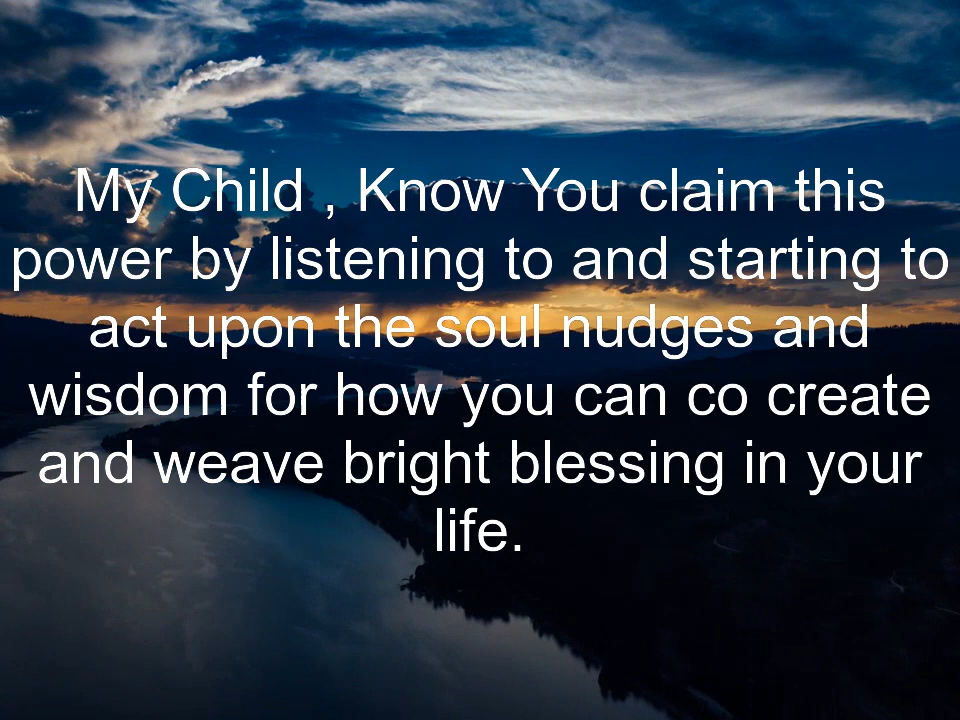 My Child , Know You claim this
power by listening to and starting to
act upon the soul nudges and
wisdom for how you can co create
and weave bright blessing in your
life.